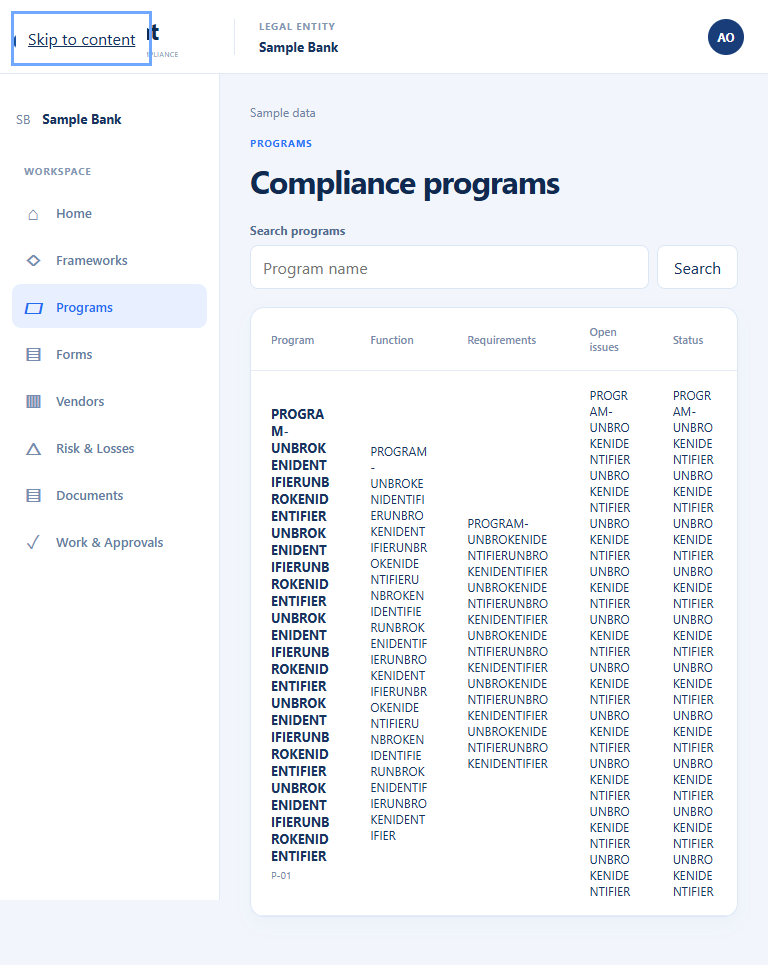 Skip to content
LEGAL ENTITY
Sample Bank
AO
SB Sample Bank
WORKSPACE
Home
Frameworks
Programs
Forms
Vendors
Risk & Losses
Documents
Work & Approvals
Sample data
PROGRAMS
Compliance programs
Search programs
Program name
Search
Program
Function
Requirements
Open
issues
Status
PROGRA
M-
UNBROK
ENIDENT
IFIERUNB
ROKENID
ENTIFIER
UNBROK
ENIDENT
IFIERUNB
ROKENID
ENTIFIER
UNBROK
ENIDENT
IFIERUNB
ROKENID
ENTIFIER
UNBROK
ENIDENT
IFIERUNB
ROKENID
ENTIFIER
UNBROK
ENIDENT
IFIERUNB
ROKENID
ENTIFIER
P-01
PROGRAM
-
UNBROKE
NIDENTIFI
ERUNBRO
KENIDENT
IFIERUNBR
OKENIDE
NTIFIERU
NBROKEN
IDENTIFIE
RUNBROK
ENIDENTIF
IERUNBRO
KENIDENT
IFIERUNBR
OKENIDE
NTIFIERU
NBROKEN
IDENTIFIE
RUNBROK
ENIDENTIF
IERUNBRO
KENIDENT
IFIER
PROGRAM-
UNBROKENIDE
NTIFIERUNBRO
KENIDENTIFIER
UNBROKENIDE
NTIFIERUNBRO
KENIDENTIFIER
UNBROKENIDE
NTIFIERUNBRO
KENIDENTIFIER
UNBROKENIDE
NTIFIERUNBRO
KENIDENTIFIER
UNBROKENIDE
NTIFIERUNBRO
KENIDENTIFIER
PROGR
AM-
UNBRO
KENIDE
NTIFIER
UNBRO
KENIDE
NTIFIER
UNBRO
KENIDE
NTIFIER
UNBRO
KENIDE
NTIFIER
UNBRO
KENIDE
NTIFIER
UNBRO
KENIDE
NTIFIER
UNBRO
KENIDE
NTIFIER
UNBRO
KENIDE
NTIFIER
UNBRO
KENIDE
NTIFIER
UNBRO
KENIDE
NTIFIER
PROGR
AM-
UNBRO
KENIDE
NTIFIER
UNBRO
KENIDE
NTIFIER
UNBRO
KENIDE
NTIFIER
UNBRO
KENIDE
NTIFIER
UNBRO
KENIDE
NTIFIER
UNBRO
KENIDE
NTIFIER
UNBRO
KENIDE
NTIFIER
UNBRO
KENIDE
NTIFIER
UNBRO
KENIDE
NTIFIER
UNBRO
KENIDE
NTIFIER